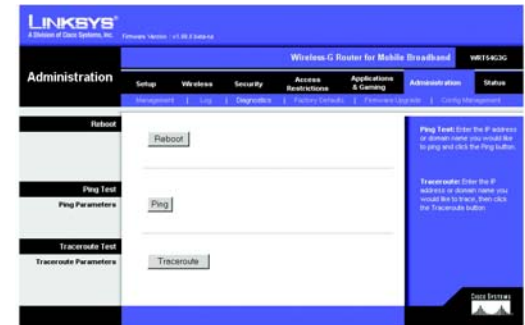 LINKSYS®
A Division of Cisco Systems, Inc.
Wireless-G Router for Mobile Broadband WRT54G3G
Administration
Setup Wireless Security Access Restrictions Applications & Gaming Administration Status
Management | Log | Diagnostics | Factory Defaults | Firmware Upgrade | Config Management
Reboot
Reboot
Ping Test
Ping Parameters
Ping
Traceroute Test
Traceroute Parameters
Traceroute
Ping Test: Enter the IP address
or domain name you would like
to ping and click the Ping button.
Traceroute: Enter the IP
address or domain name you
would like to trace, then click
the Traceroute button
CISCO SYSTEMS